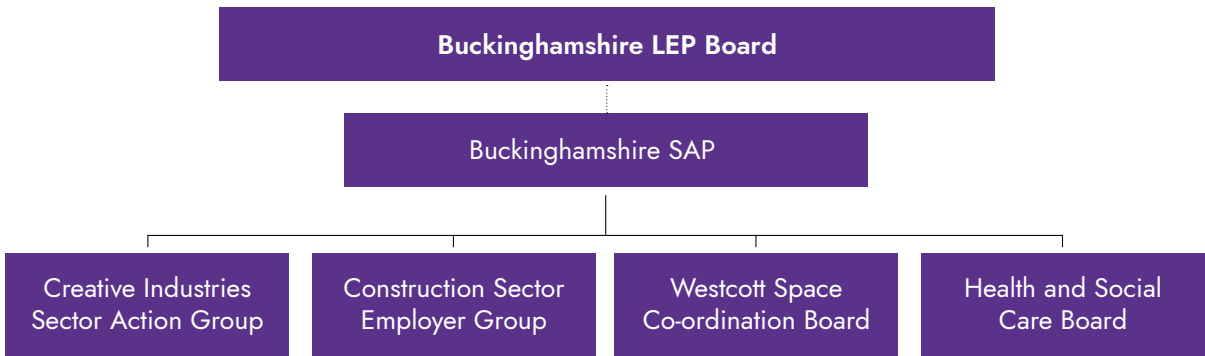 Buckinghamshire LEP Board
Buckinghamshire SAP
Creative Industries
Sector Action Group
Construction Sector
Employer Group
Westcott Space
Co-ordination Board
Health and Social
Care Board